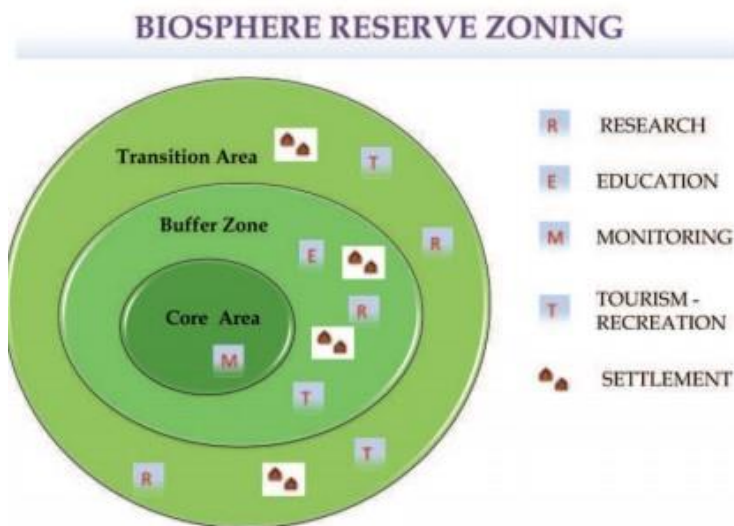 BIOSPHERE RESERVE ZONING
Transition Area
T
Buffer Zone
R
E
R
Core Area
M
T
T
R
R RESEARCH
E EDUCATION
M MONITORING
T TOURISM -
RECREATION
SETTLEMENT